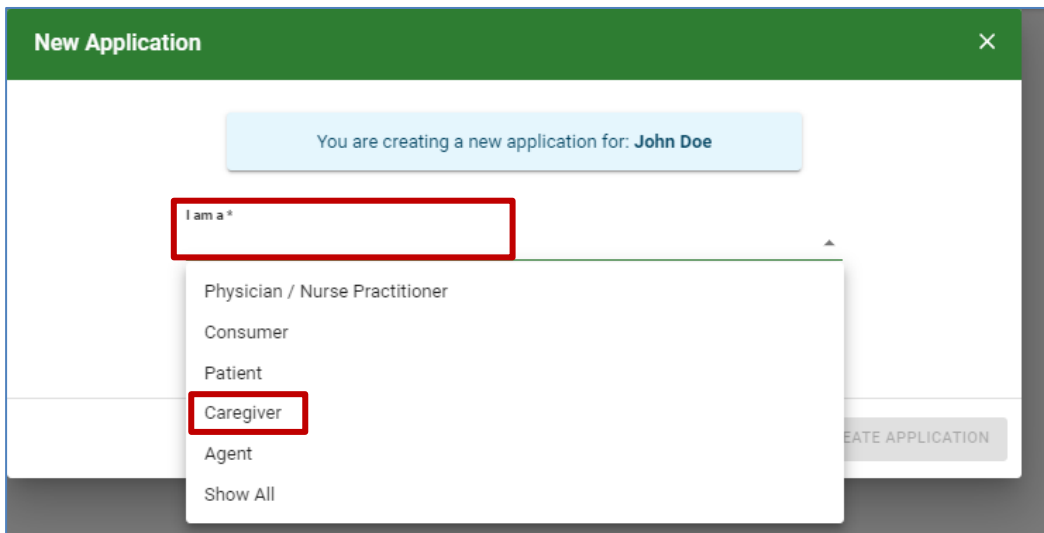 New Application
You are creating a new application for: John Doe
I am a *
Physician / Nurse Practitioner
Consumer
Patient
Caregiver
Agent
Show All
EATE APPLICATION